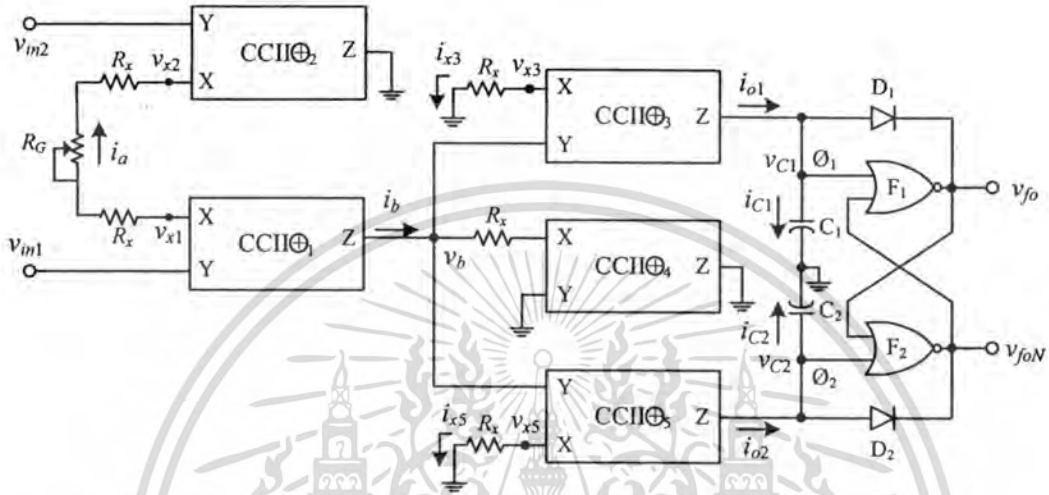 Y
CCII⊕₂
Z
X
v_in2
R_x
v_x2
R_G
i_a
R_x
v_x1
X
CCII⊕₁
Z
Y
v_in1
i_b
v_b
i_x3
R_x
v_x3
X
CCII⊕₃
Z
Y
i_o1
D₁
R_x
X
CCII⊕₄
Z
Y
Y
CCII⊕₅
Z
X
i_x5
R_x
v_x5
i_o2
v_C1
Ø₁
F₁
v_fo
i_C1
C₁
C₂
i_C2
v_C2
Ø₂
F₂
v_foN
D₂